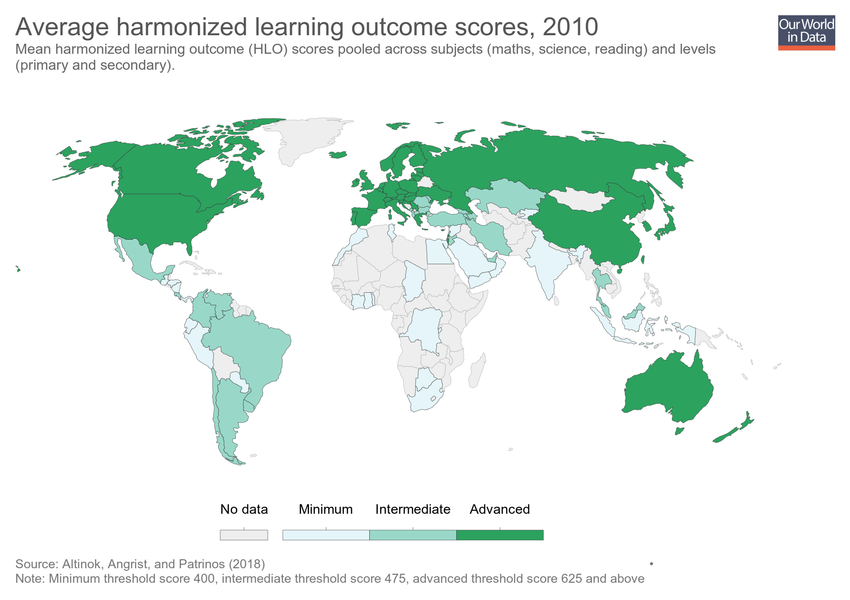 Average harmonized learning outcome scores, 2010
Our World
in Data
Mean harmonized learning outcome (HLO) scores pooled across subjects (maths, science, reading) and levels
(primary and secondary).
No data
Minimum
Intermediate
Advanced
Source: Altinok, Angrist, and Patrinos (2018)
Note: Minimum threshold score 400, intermediate threshold score 475, advanced threshold score 625 and above